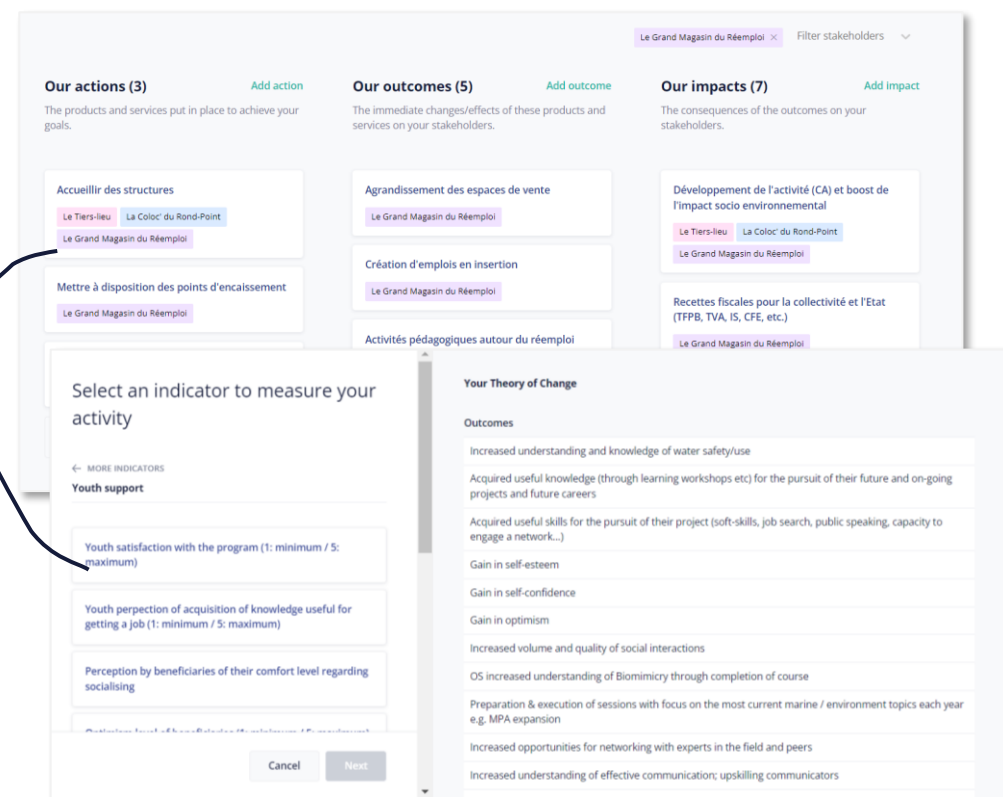 Le Grand Magasin du Réemploi × Filter stakeholders
Our actions (3) Add action
The products and services put in place to achieve your
goals.
Accueillir des structures
Le Tiers-lieu La Coloc' du Rond-Point
Le Grand Magasin du Réemploi
Mettre à disposition des points d'encaissement
Le Grand Magasin du Réemploi
Our outcomes (5) Add outcome
The immediate changes/effects of these products and
services on your stakeholders.
Agrandissement des espaces de vente
Le Grand Magasin du Réemploi
Création d'emplois en insertion
Le Grand Magasin du Réemploi
Activités pédagogiques autour du réemploi
Our impacts (7) Add impact
The consequences of the outcomes on your
stakeholders.
Développement de l'activité (CA) et boost de
l'impact socio environnemental
Le Tiers-lieu La Coloc' du Rond-Point
Le Grand Magasin du Réemploi
Recettes fiscales pour la collectivité et l'Etat
(TFPB, TVA, IS, CFE, etc.)
Le Grand Magasin du Réemploi
Select an indicator to measure your
activity
← MORE INDICATORS
Youth support
Youth satisfaction with the program (1: minimum / 5:
maximum)
Youth perpection of acquisition of knowledge useful for
getting a job (1: minimum / 5: maximum)
Perception by beneficiaries of their comfort level regarding
socialising
Optimism level of beneficiaries (1: minimum / 5: maximum)
Cancel Next
Your Theory of Change
Outcomes
Increased understanding and knowledge of water safety/use
Acquired useful knowledge (through learning workshops etc) for the pursuit of their future and on-going
projects and future careers
Acquired useful skills for the pursuit of their project (soft-skills, job search, public speaking, capacity to
engage a network...)
Gain in self-esteem
Gain in self-confidence
Gain in optimism
Increased volume and quality of social interactions
OS increased understanding of Biomimicry through completion of course
Preparation & execution of sessions with focus on the most current marine / environment topics each year
e.g. MPA expansion
Increased opportunities for networking with experts in the field and peers
Increased understanding of effective communication; upskilling communicators